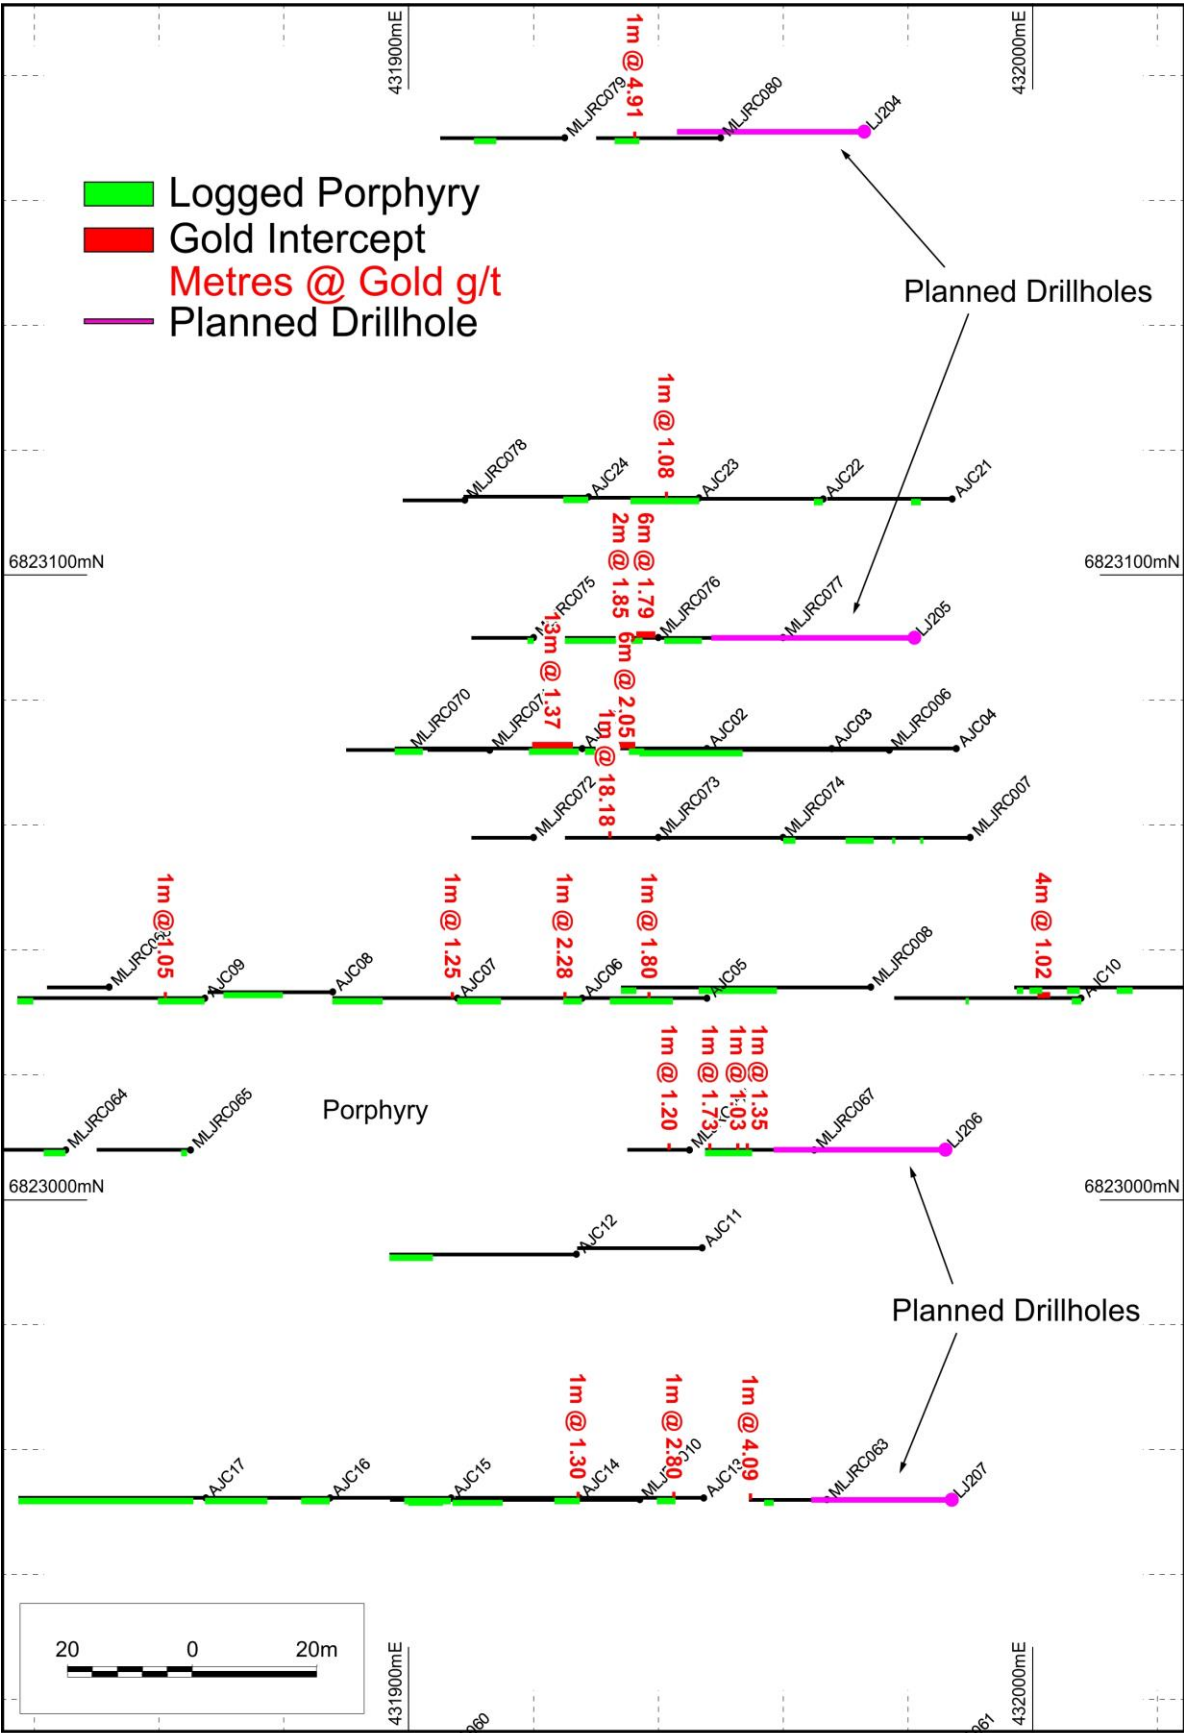 431900mE
432000mE
1m @ 4.91
MLJRC079
MLJRC080
LJ204
Logged Porphyry
Gold Intercept
Metres @ Gold g/t
Planned Drillhole
Planned Drillholes
1m @ 1.08
MLJRC078
AJC24
AJC23
AJC22
AJC21
6823100mN
6823100mN
2m @ 1.85
6m @ 1.79
MLJRC076
MLJRC077
LJ205
13m @ 1.37
6m @ 2.05
MLJRC070
AJC02
AJC03
MLJRC006
AJC04
1m @ 18.18
MLJRC072
MLJRC073
MLJRC074
MLJRC007
1m @ 1.05
AJC09
AJC08
1m @ 1.25
AJC07
1m @ 2.28
AJC06
1m @ 1.80
AJC05
MLJRC008
4m @ 1.02
AJC10
MLJRC064
MLJRC065
Porphyry
1m @ 1.20
1m @ 1.73
1m @ 1.03
1m @ 1.35
MLJRC067
LJ206
6823000mN
6823000mN
AJC12
AJC11
Planned Drillholes
AJC17
AJC16
AJC15
1m @ 1.30
AJC14
1m @ 2.80
AJC13
1m @ 4.09
MLJRC063
LJ207
20 0 20m
431900mE
432000mE